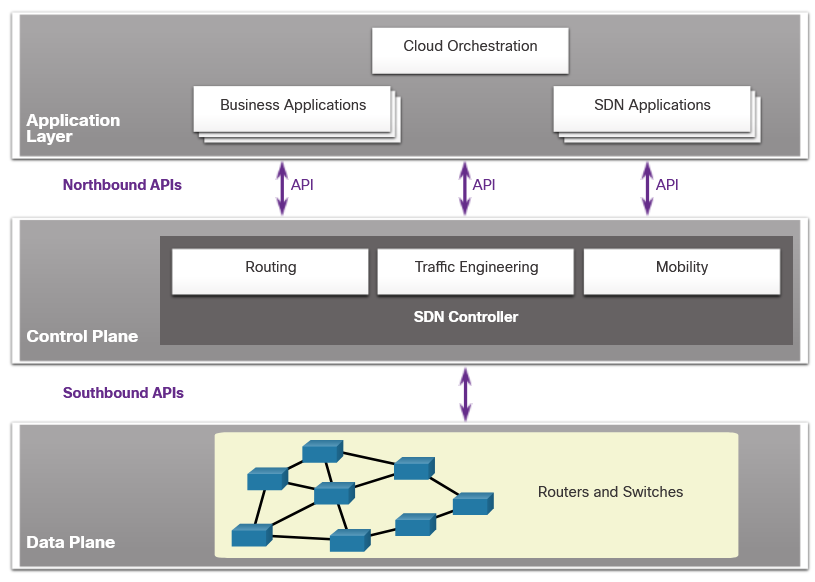 Cloud Orchestration
Business Applications
SDN Applications
Application
Layer
Northbound APIs
API
API
API
Routing
Traffic Engineering
Mobility
SDN Controller
Control Plane
Southbound APIs
Routers and Switches
Data Plane